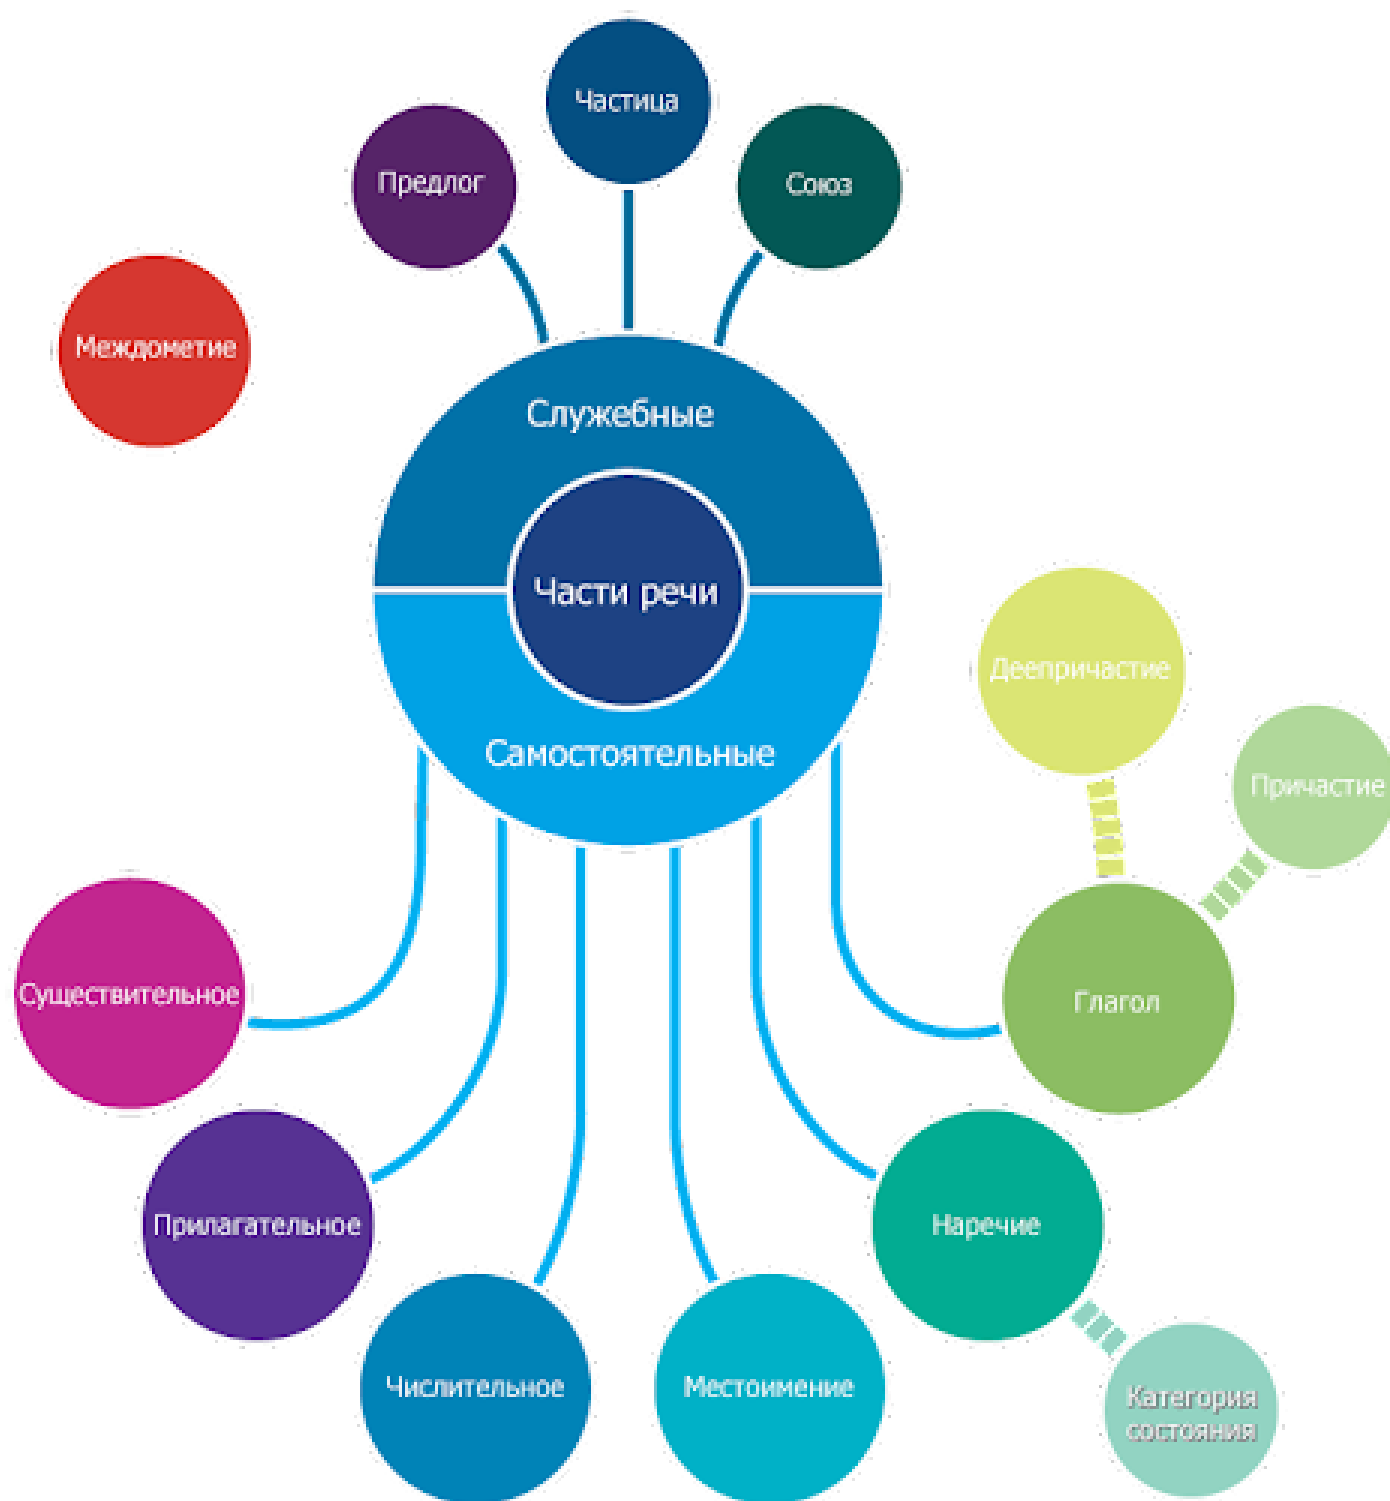 Частица
Предлог
Союз
Междометие
Служебные
Части речи
Самостоятельные
Деепричастие
Причастие
Существительное
Глагол
Прилагательное
Наречие
Числительное
Местоимение
Категория
состояния